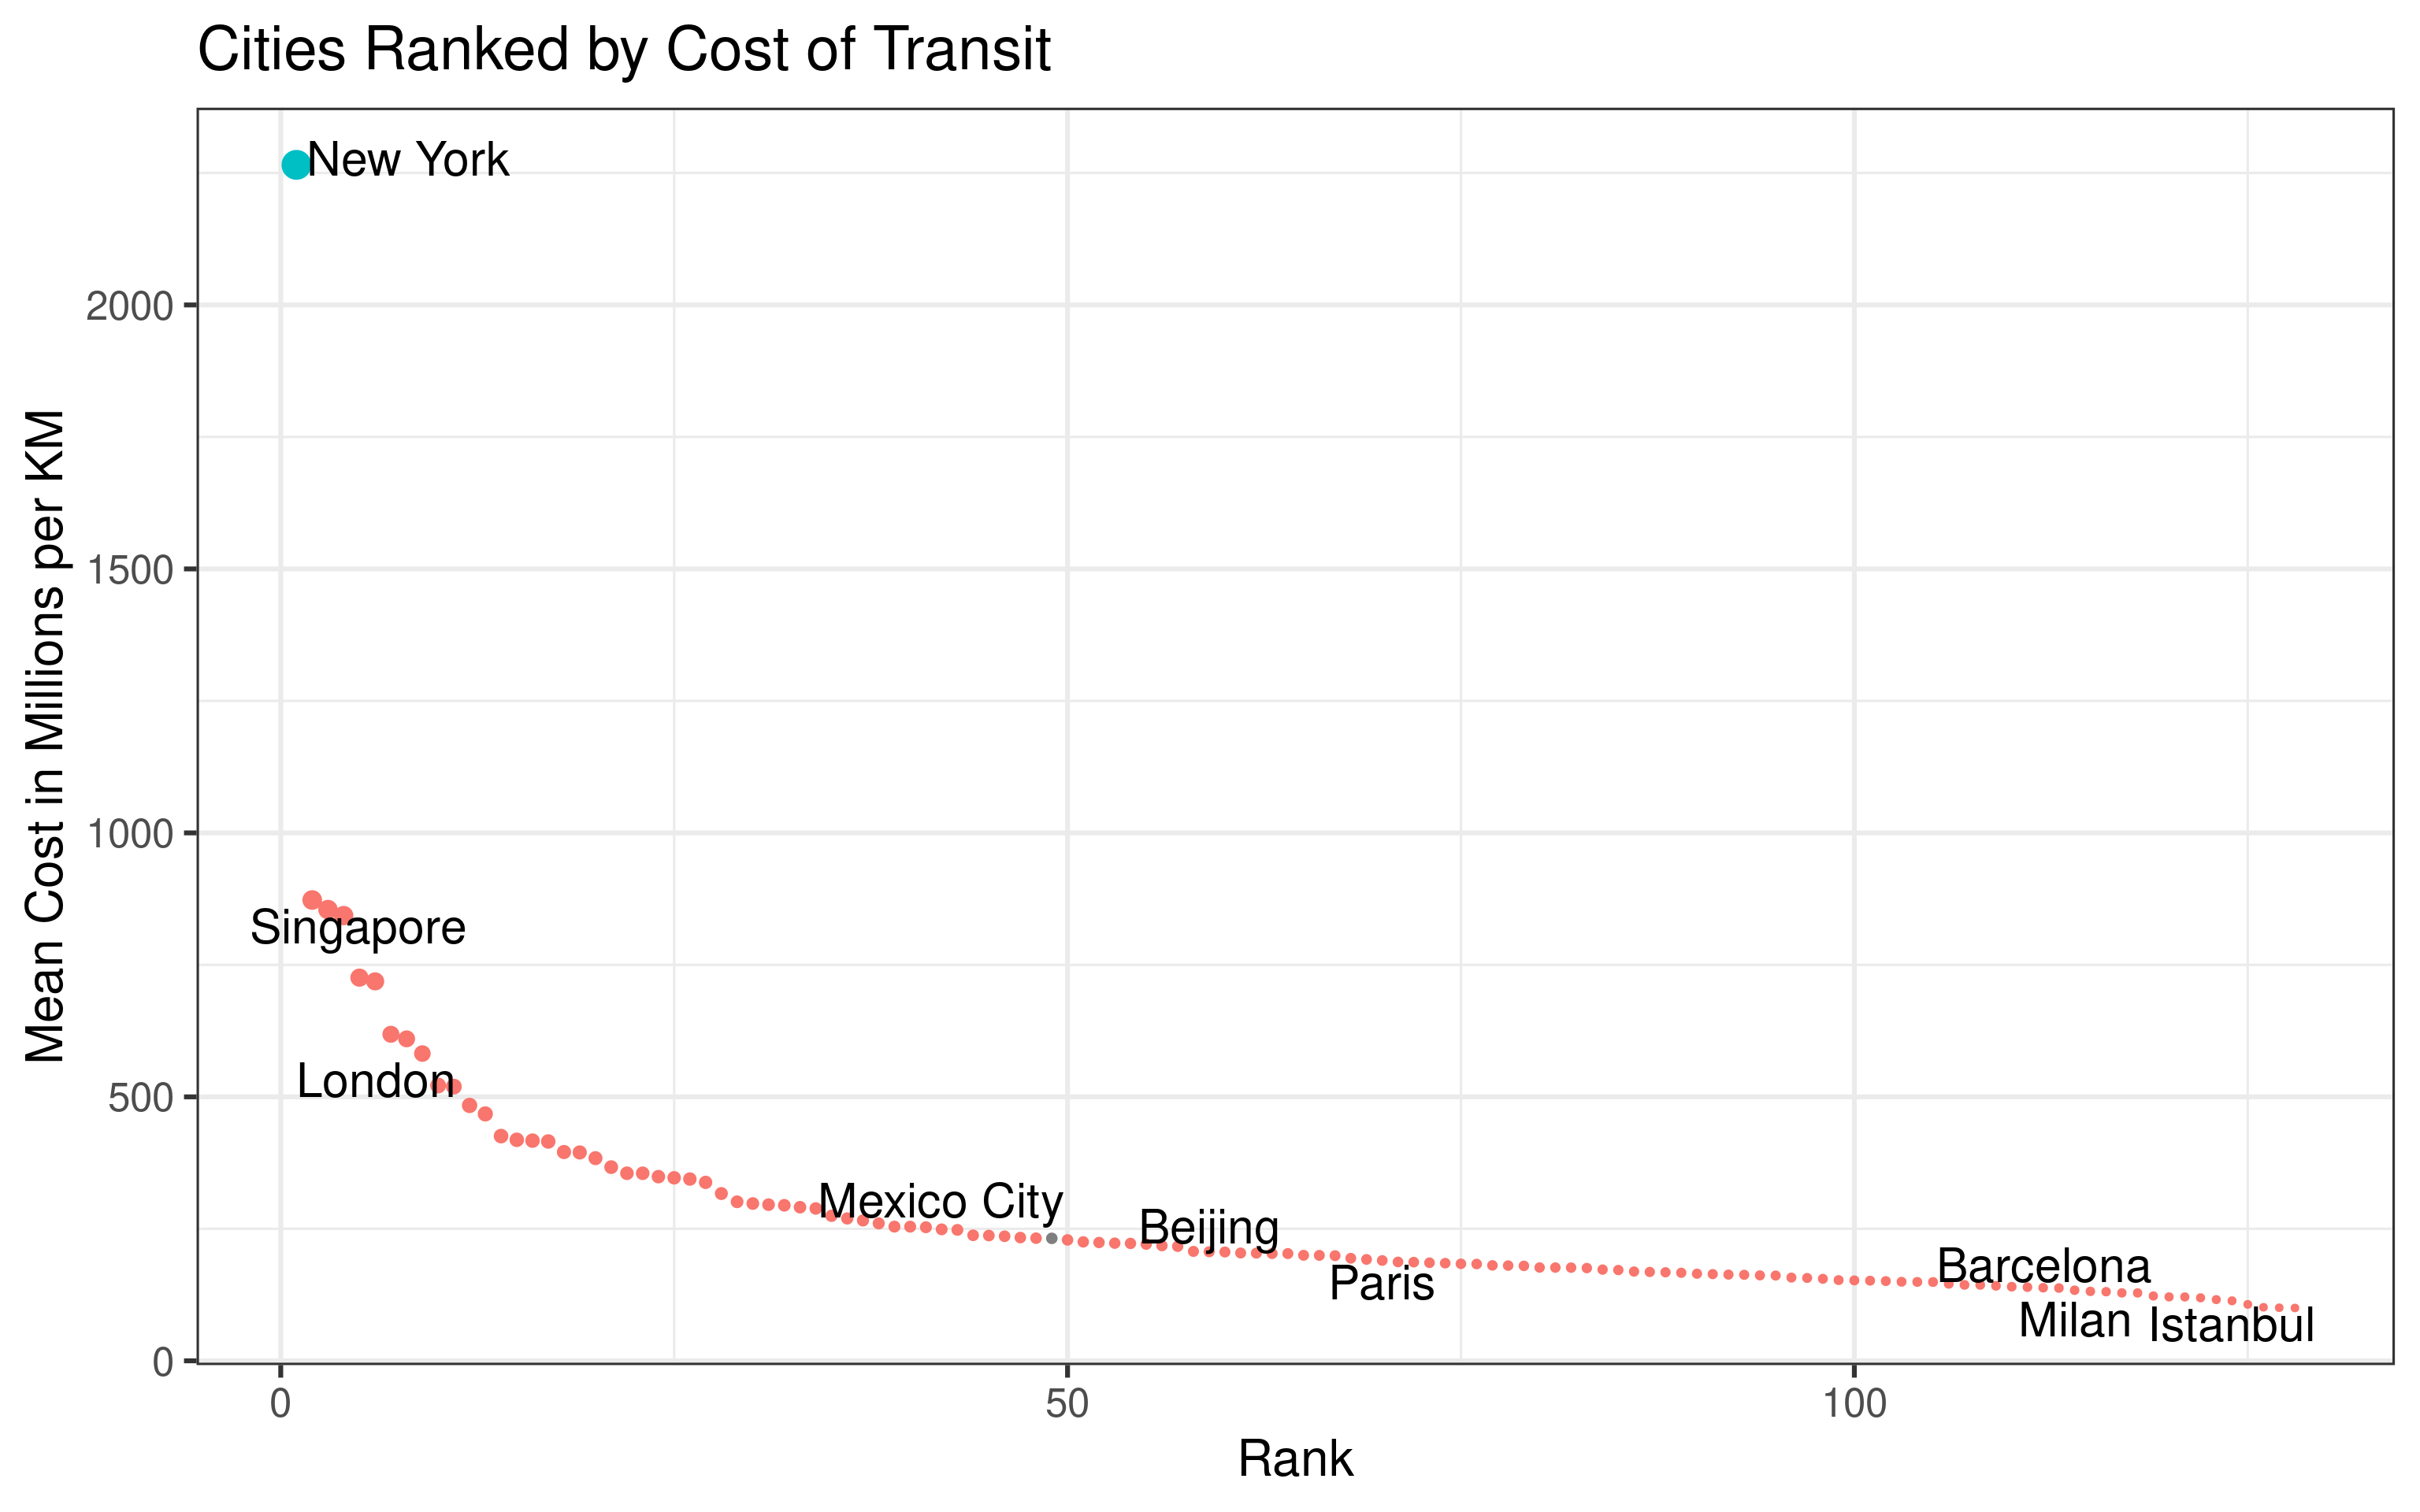 Cities Ranked by Cost of Transit
Mean Cost in Millions per KM
2000
1500
1000
500
0
New York
Singapore
London
Mexico City
Beijing
Paris
Barcelona
Milan
Istanbul
0
50
100
Rank